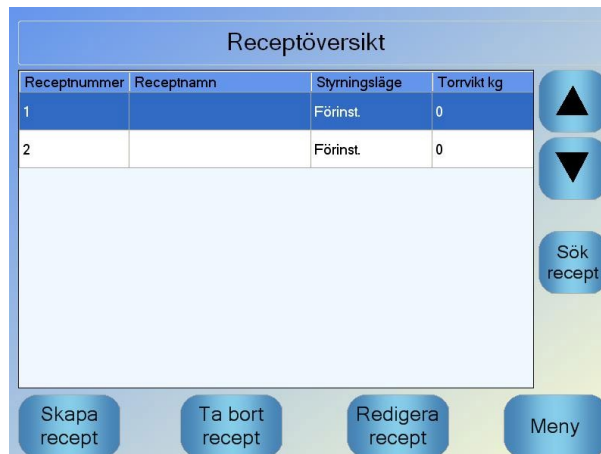 Receptöversikt
Receptnummer Receptnamn Styrningsläge Torrvikt kg
1 Förinst. 0
2 Förinst. 0
Sök
recept
Skapa
recept
Ta bort
recept
Redigera
recept
Meny